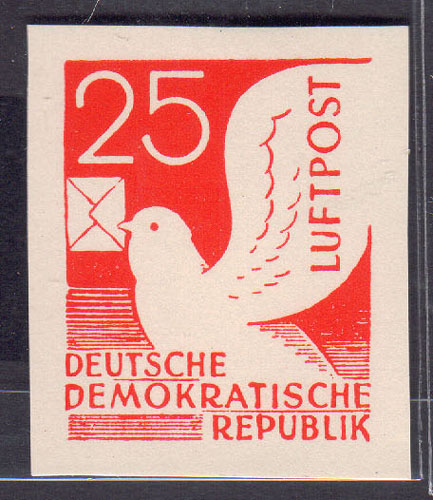 25
LUFTPOST
DEUTSCHE
DEMOKRATISCHE
REPUBLIK